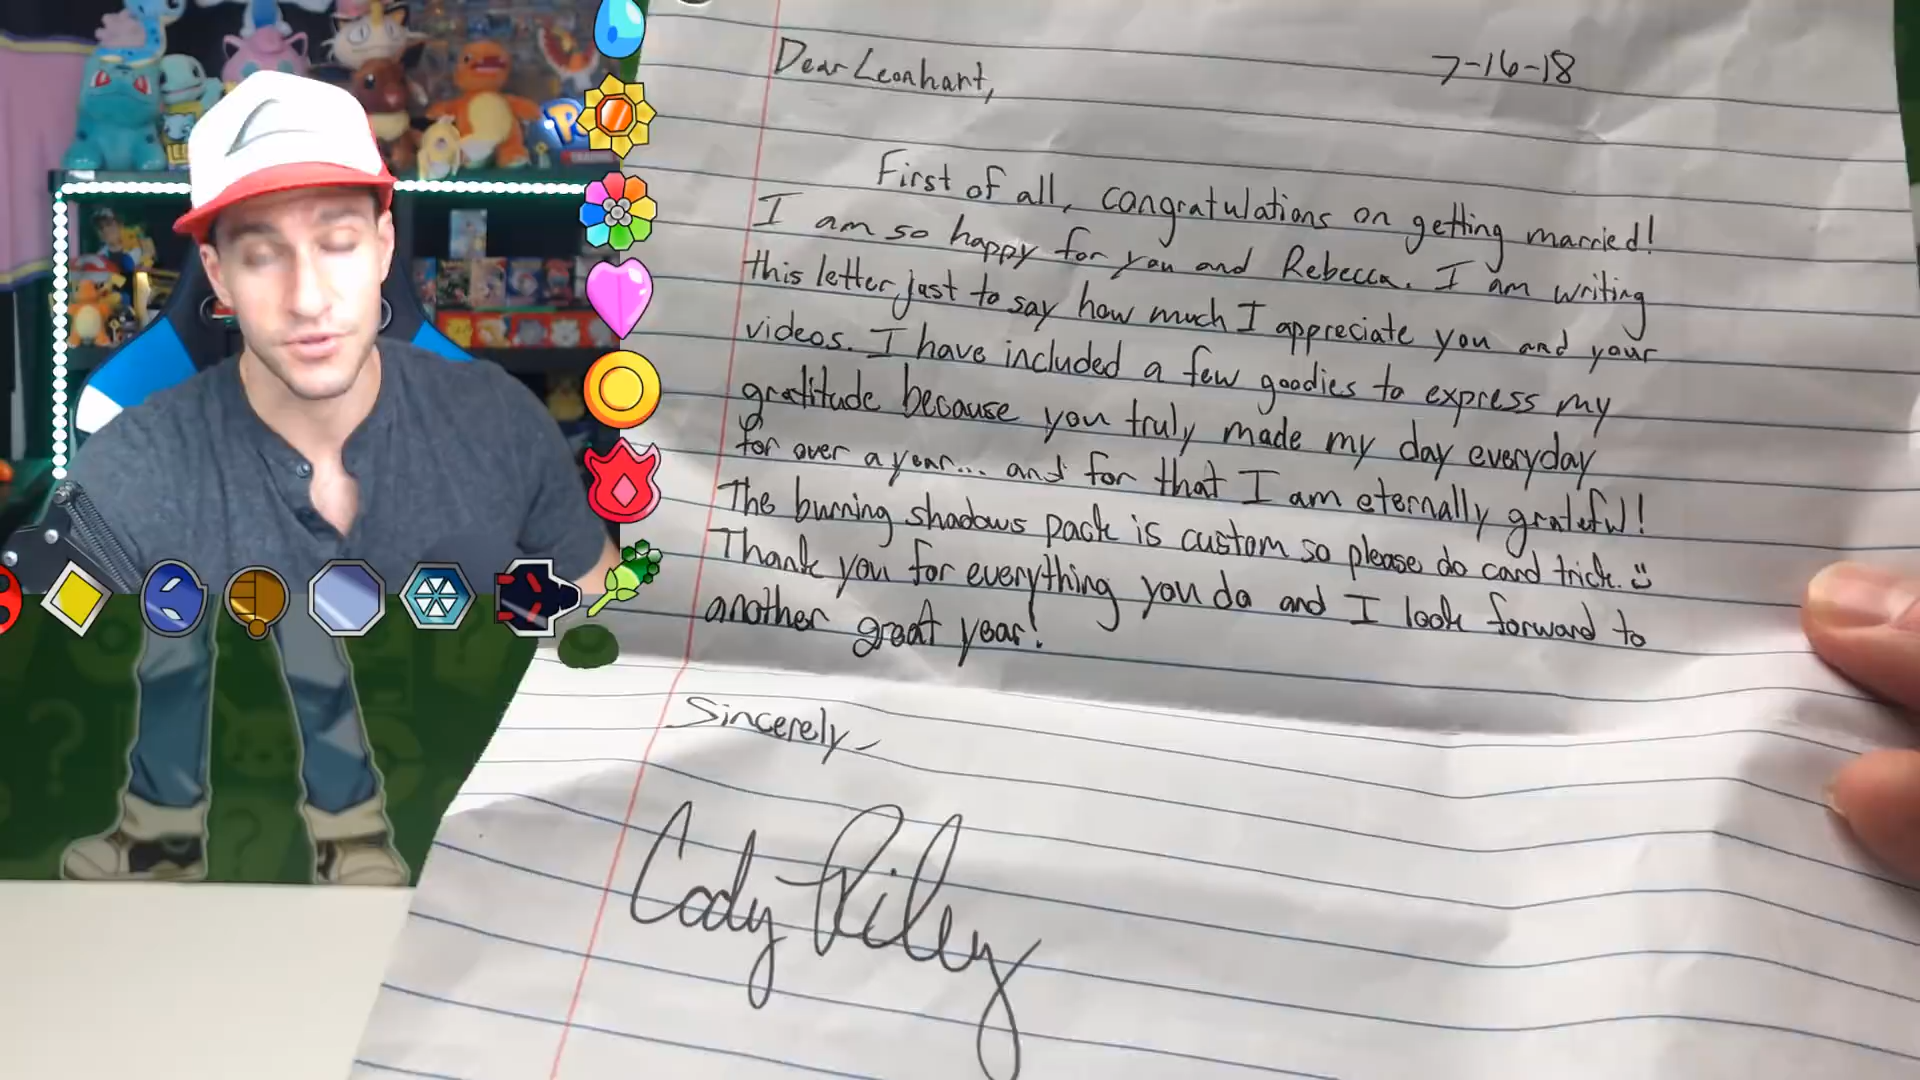 Dear Leonhart,
7-16-18
First of all, congratulations on getting married!
I am so happy for you and Rebecca. I am writing
this letter just to say how much I appreciate you and your
videos. I have included a few goodies to express my
gratitude because you truly made my day everyday
for over a year... and for that I am eternally grateful!
The burning shadows pack is custom so please do card trick. :)
Thank you for everything you do and I look forward to
another great year!
Sincerely-
Cody Riley